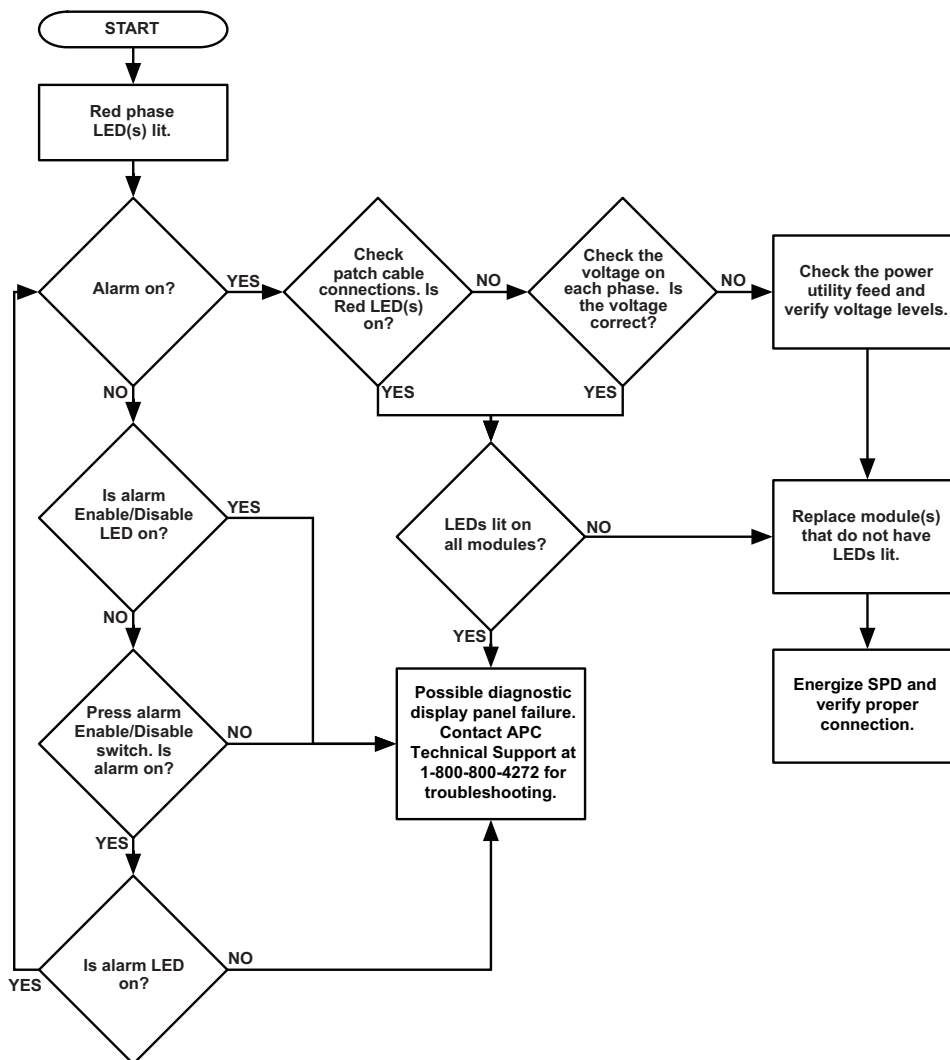 START
Red phase
LED(s) lit.
Alarm on?
YES
Check
patch cable
connections. Is
Red LED(s)
on?
NO
Check the
voltage on
each phase.  Is
the voltage
correct?
NO
Check the power
utility feed and
verify voltage levels.
NO
YES
YES
Is alarm
Enable/Disable
LED on?
YES
LEDs lit on
all modules?
NO
Replace module(s)
that do not have
LEDs lit.
NO
YES
Press alarm
Enable/Disable
switch. Is
alarm on?
NO
Possible diagnostic
display panel failure.
Contact APC
Technical Support at
1-800-800-4272 for
troubleshooting.
Energize SPD and
verify proper
connection.
YES
Is alarm LED
on?
NO
YES